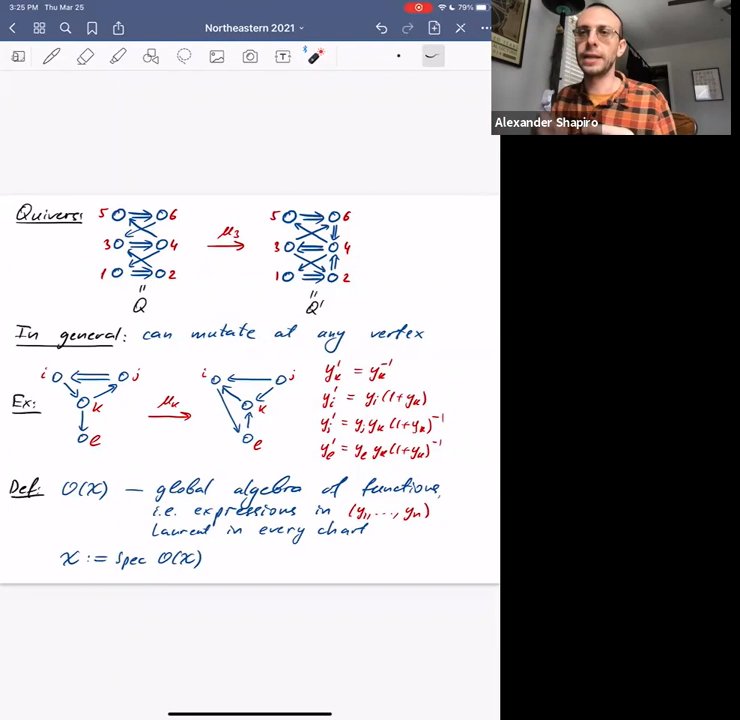 3:25 PM Thu Mar 25
79%
Northeastern 2021
Alexander Shapiro
Quivers:
5 6 5 6
3 4 μ3 3 4
1 2 1 2
Q Q'
In general: can mutate at any vertex
Ex:
i j k e μk i j k e
y'k = yk⁻¹
y'i = yi(1+yk)
y'j = yj yk(1+yk)⁻¹
y'e = ye yk(1+yk)⁻¹
Def: O(X) — global algebra of functions,
i.e. expressions in (y1, ..., yn)
Laurent in every chart
X := Spec O(X)